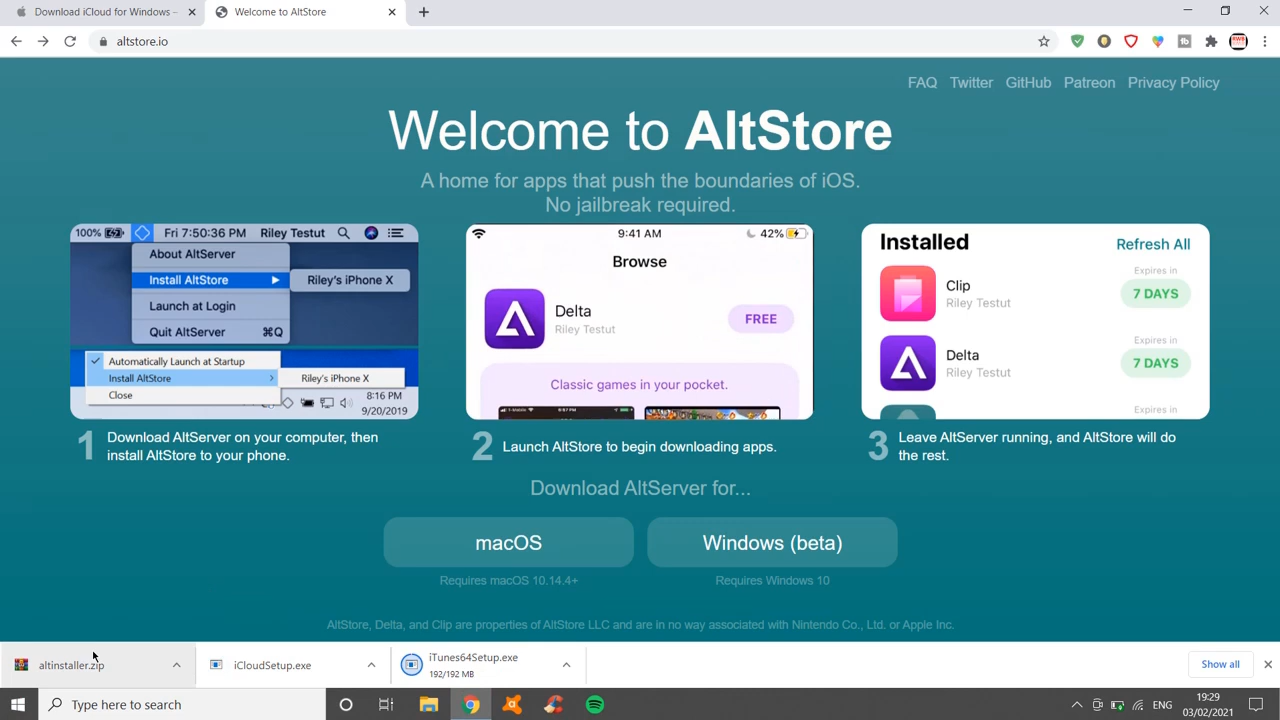 Download iCloud for Windows –
Welcome to AltStore
altstore.io
FAQ Twitter GitHub Patreon Privacy Policy
Welcome to AltStore
A home for apps that push the boundaries of iOS.
No jailbreak required.
100% Fri 7:50:36 PM Riley Testut
About AltServer
Install AltStore Riley's iPhone X
Launch at Login
Quit AltServer ⌘Q
Automatically Launch at Startup
Install AltStore Riley's iPhone X
Close
8:16 PM
9/20/2019
9:41 AM 42%
Browse
Delta
Riley Testut
FREE
Classic games in your pocket.
Installed Refresh All
Expires in
Clip
Riley Testut
7 DAYS
Expires in
Delta
Riley Testut
7 DAYS
Expires in
1 Download AltServer on your computer, then
install AltStore to your phone.
2 Launch AltStore to begin downloading apps.
3 Leave AltServer running, and AltStore will do
the rest.
Download AltServer for...
macOS
Requires macOS 10.14.4+
Windows (beta)
Requires Windows 10
AltStore, Delta, and Clip are properties of AltStore LLC and are in no way associated with Nintendo Co., Ltd. or Apple Inc.
altinstaller.zip
iCloudSetup.exe
iTunes64Setup.exe
192/192 MB
Show all
Type here to search
ENG
19:29
03/02/2021